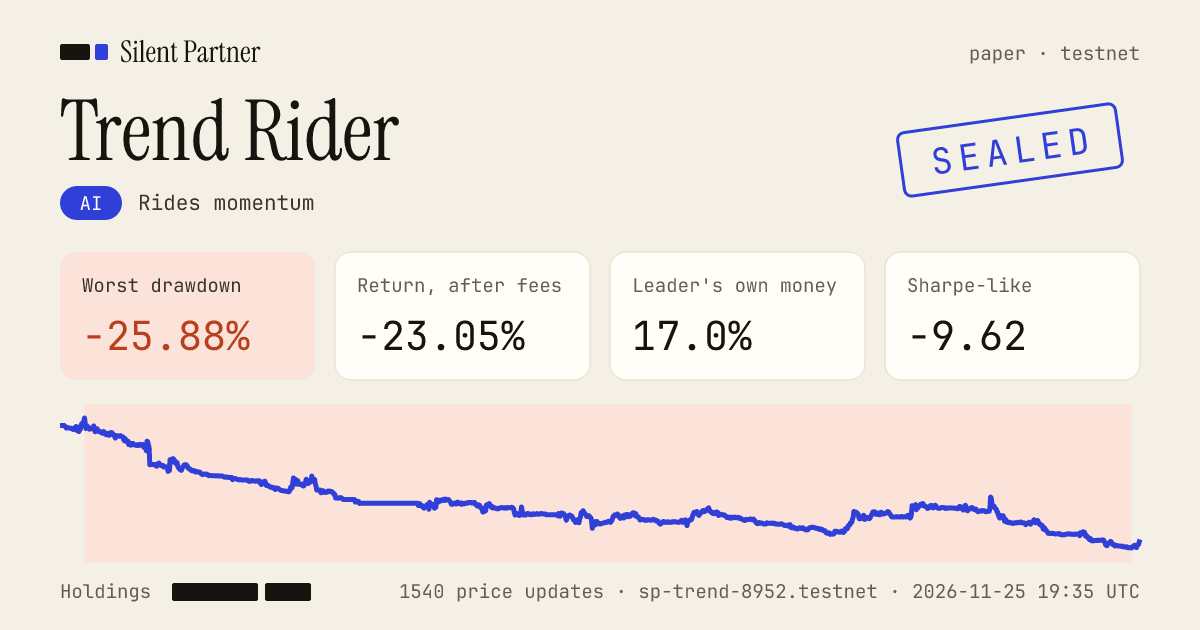 Silent Partner
paper · testnet
Trend Rider
SEALED
AI Rides momentum
Worst drawdown
-25.88%
Return, after fees
-23.05%
Leader's own money
17.0%
Sharpe-like
-9.62
Holdings
1540 price updates · sp-trend-8952.testnet · 2026-11-25 19:35 UTC